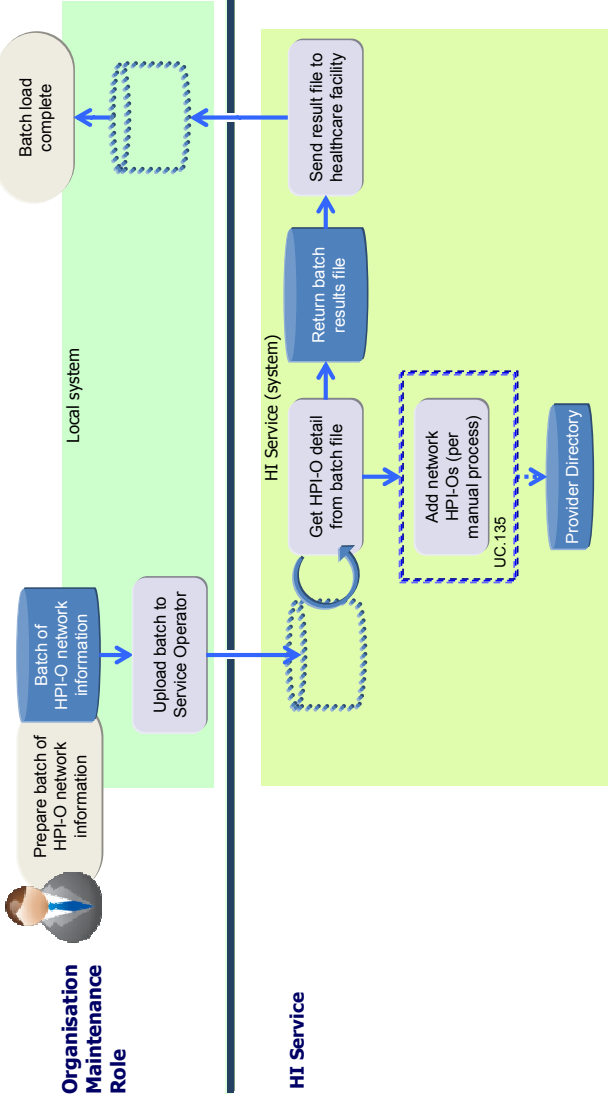 Organisation
Maintenance
Role
Prepare batch of
HPI-O network
information
Batch of
HPI-O network
information
Upload batch to
Service Operator
Local system
Batch load
complete
HI Service
HI Service (system)
Get HPI-O detail
from batch file
Return batch
results file
Send result file to
healthcare facility
Add network
HPI-Os (per
manual process)
UC.135
Provider Directory